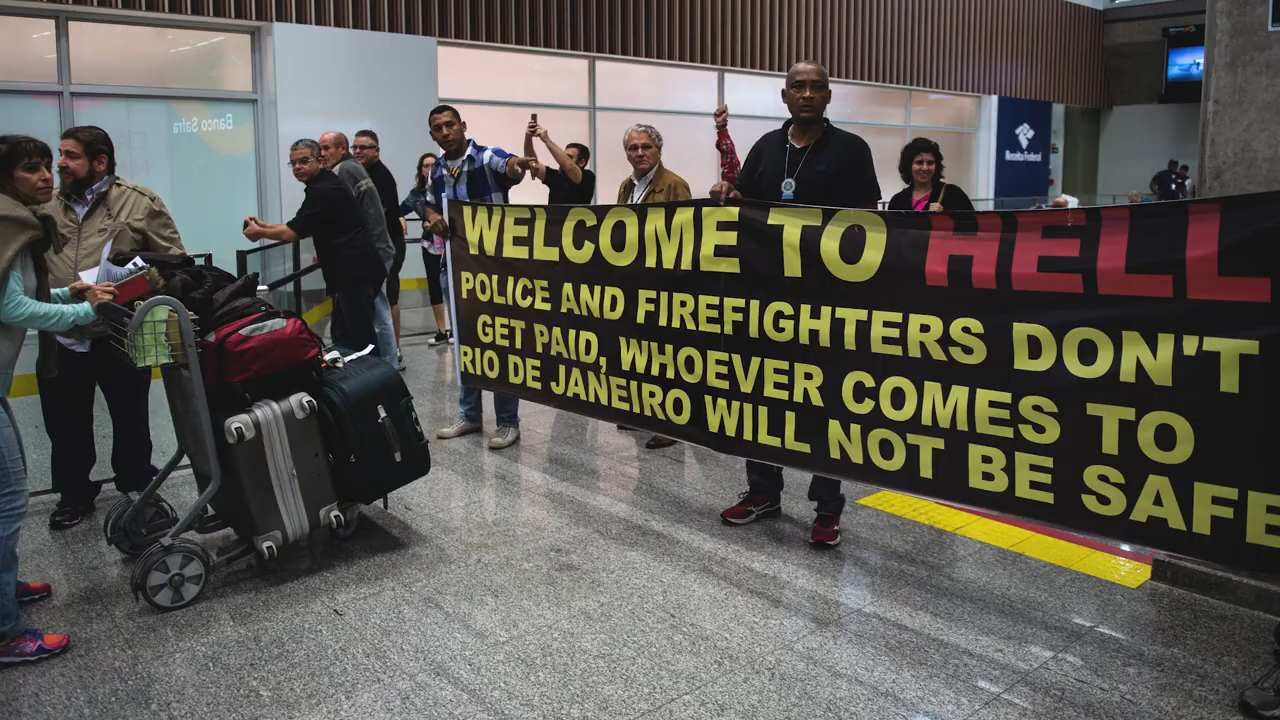 Banco Safra
Receita Federal
WELCOME TO HELL
POLICE AND FIREFIGHTERS DON'T
GET PAID, WHOEVER COMES TO
RIO DE JANEIRO WILL NOT BE SAFE